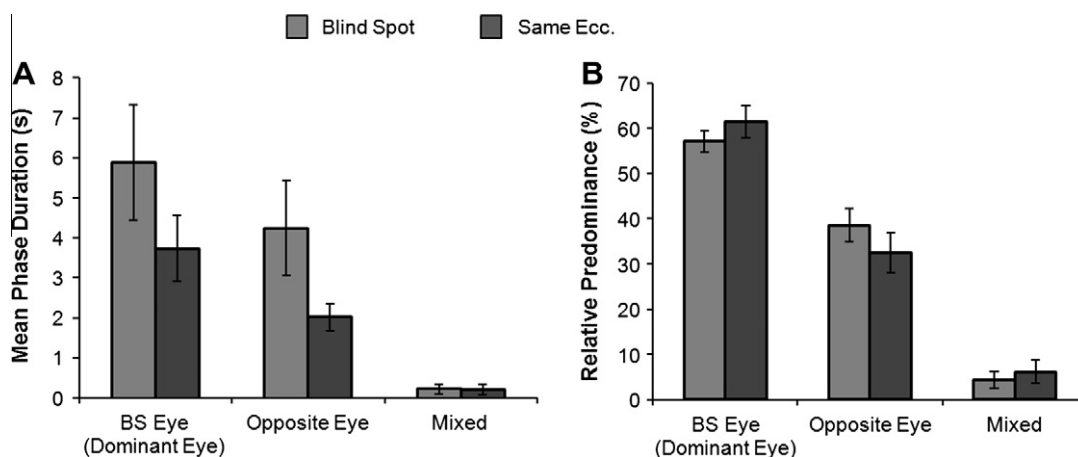 Blind Spot Same Ecc.
A
Mean Phase Duration (s)
8
7
6
5
4
3
2
1
0
BS Eye
(Dominant Eye)
Opposite Eye
Mixed
B
Relative Predominance (%)
70
60
50
40
30
20
10
0
BS Eye
(Dominant Eye)
Opposite Eye
Mixed